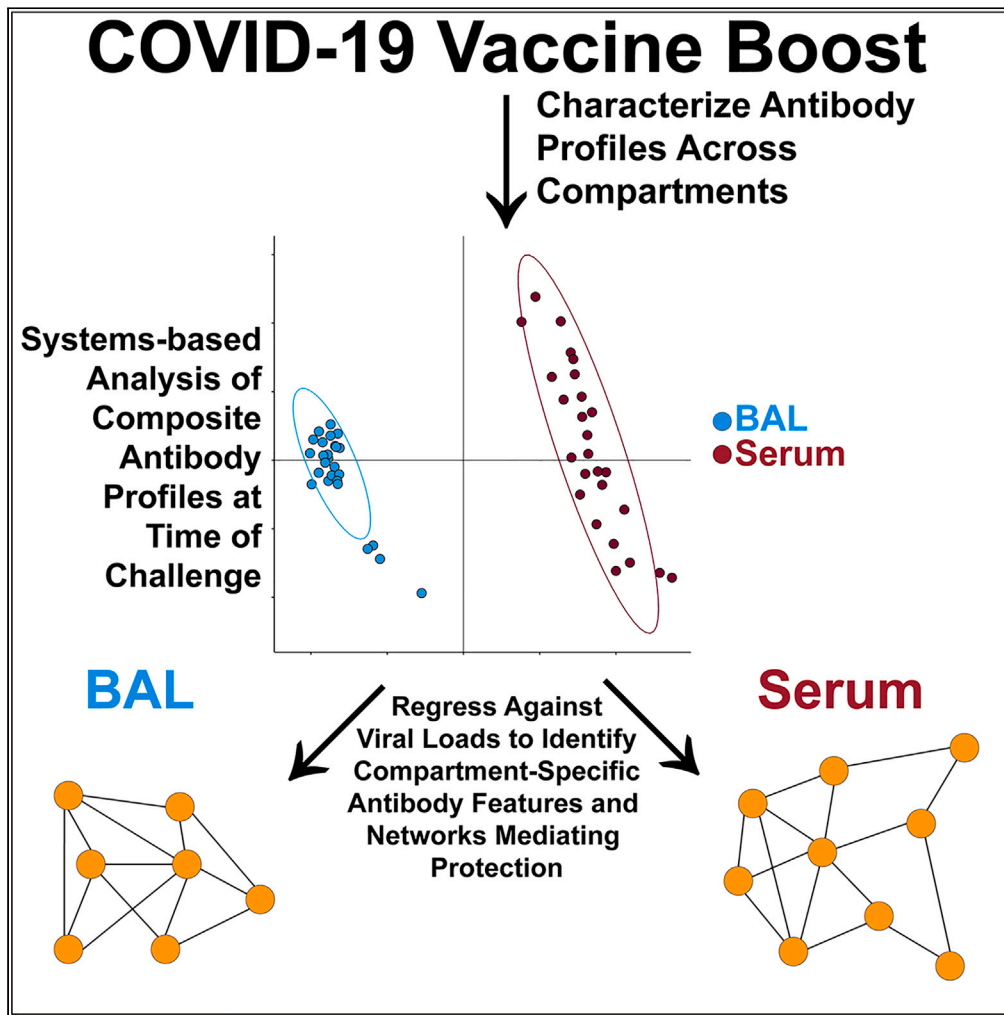 COVID-19 Vaccine Boost
Characterize Antibody
Profiles Across
Compartments
Systems-based
Analysis of
Composite
Antibody
Profiles at
Time of
Challenge
BAL
Serum
BAL
Serum
Regress Against
Viral Loads to Identify
Compartment-Specific
Antibody Features and
Networks Mediating
Protection